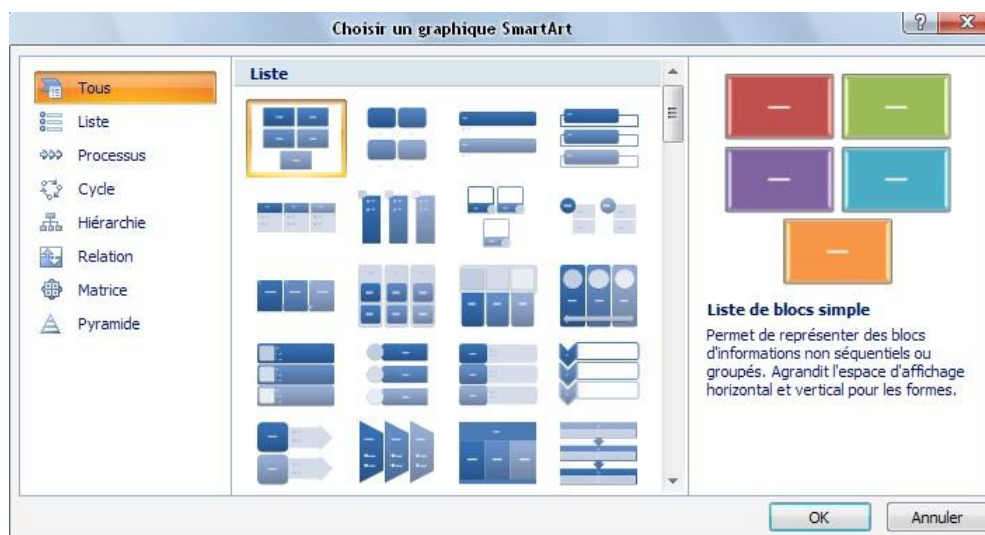 Choisir un graphique SmartArt
Tous
Liste
Processus
Cycle
Hiérarchie
Relation
Matrice
Pyramide
Liste
Liste de blocs simple
Permet de représenter des blocs
d'informations non séquentiels ou
groupés. Agrandit l'espace d'affichage
horizontal et vertical pour les formes.
OK
Annuler